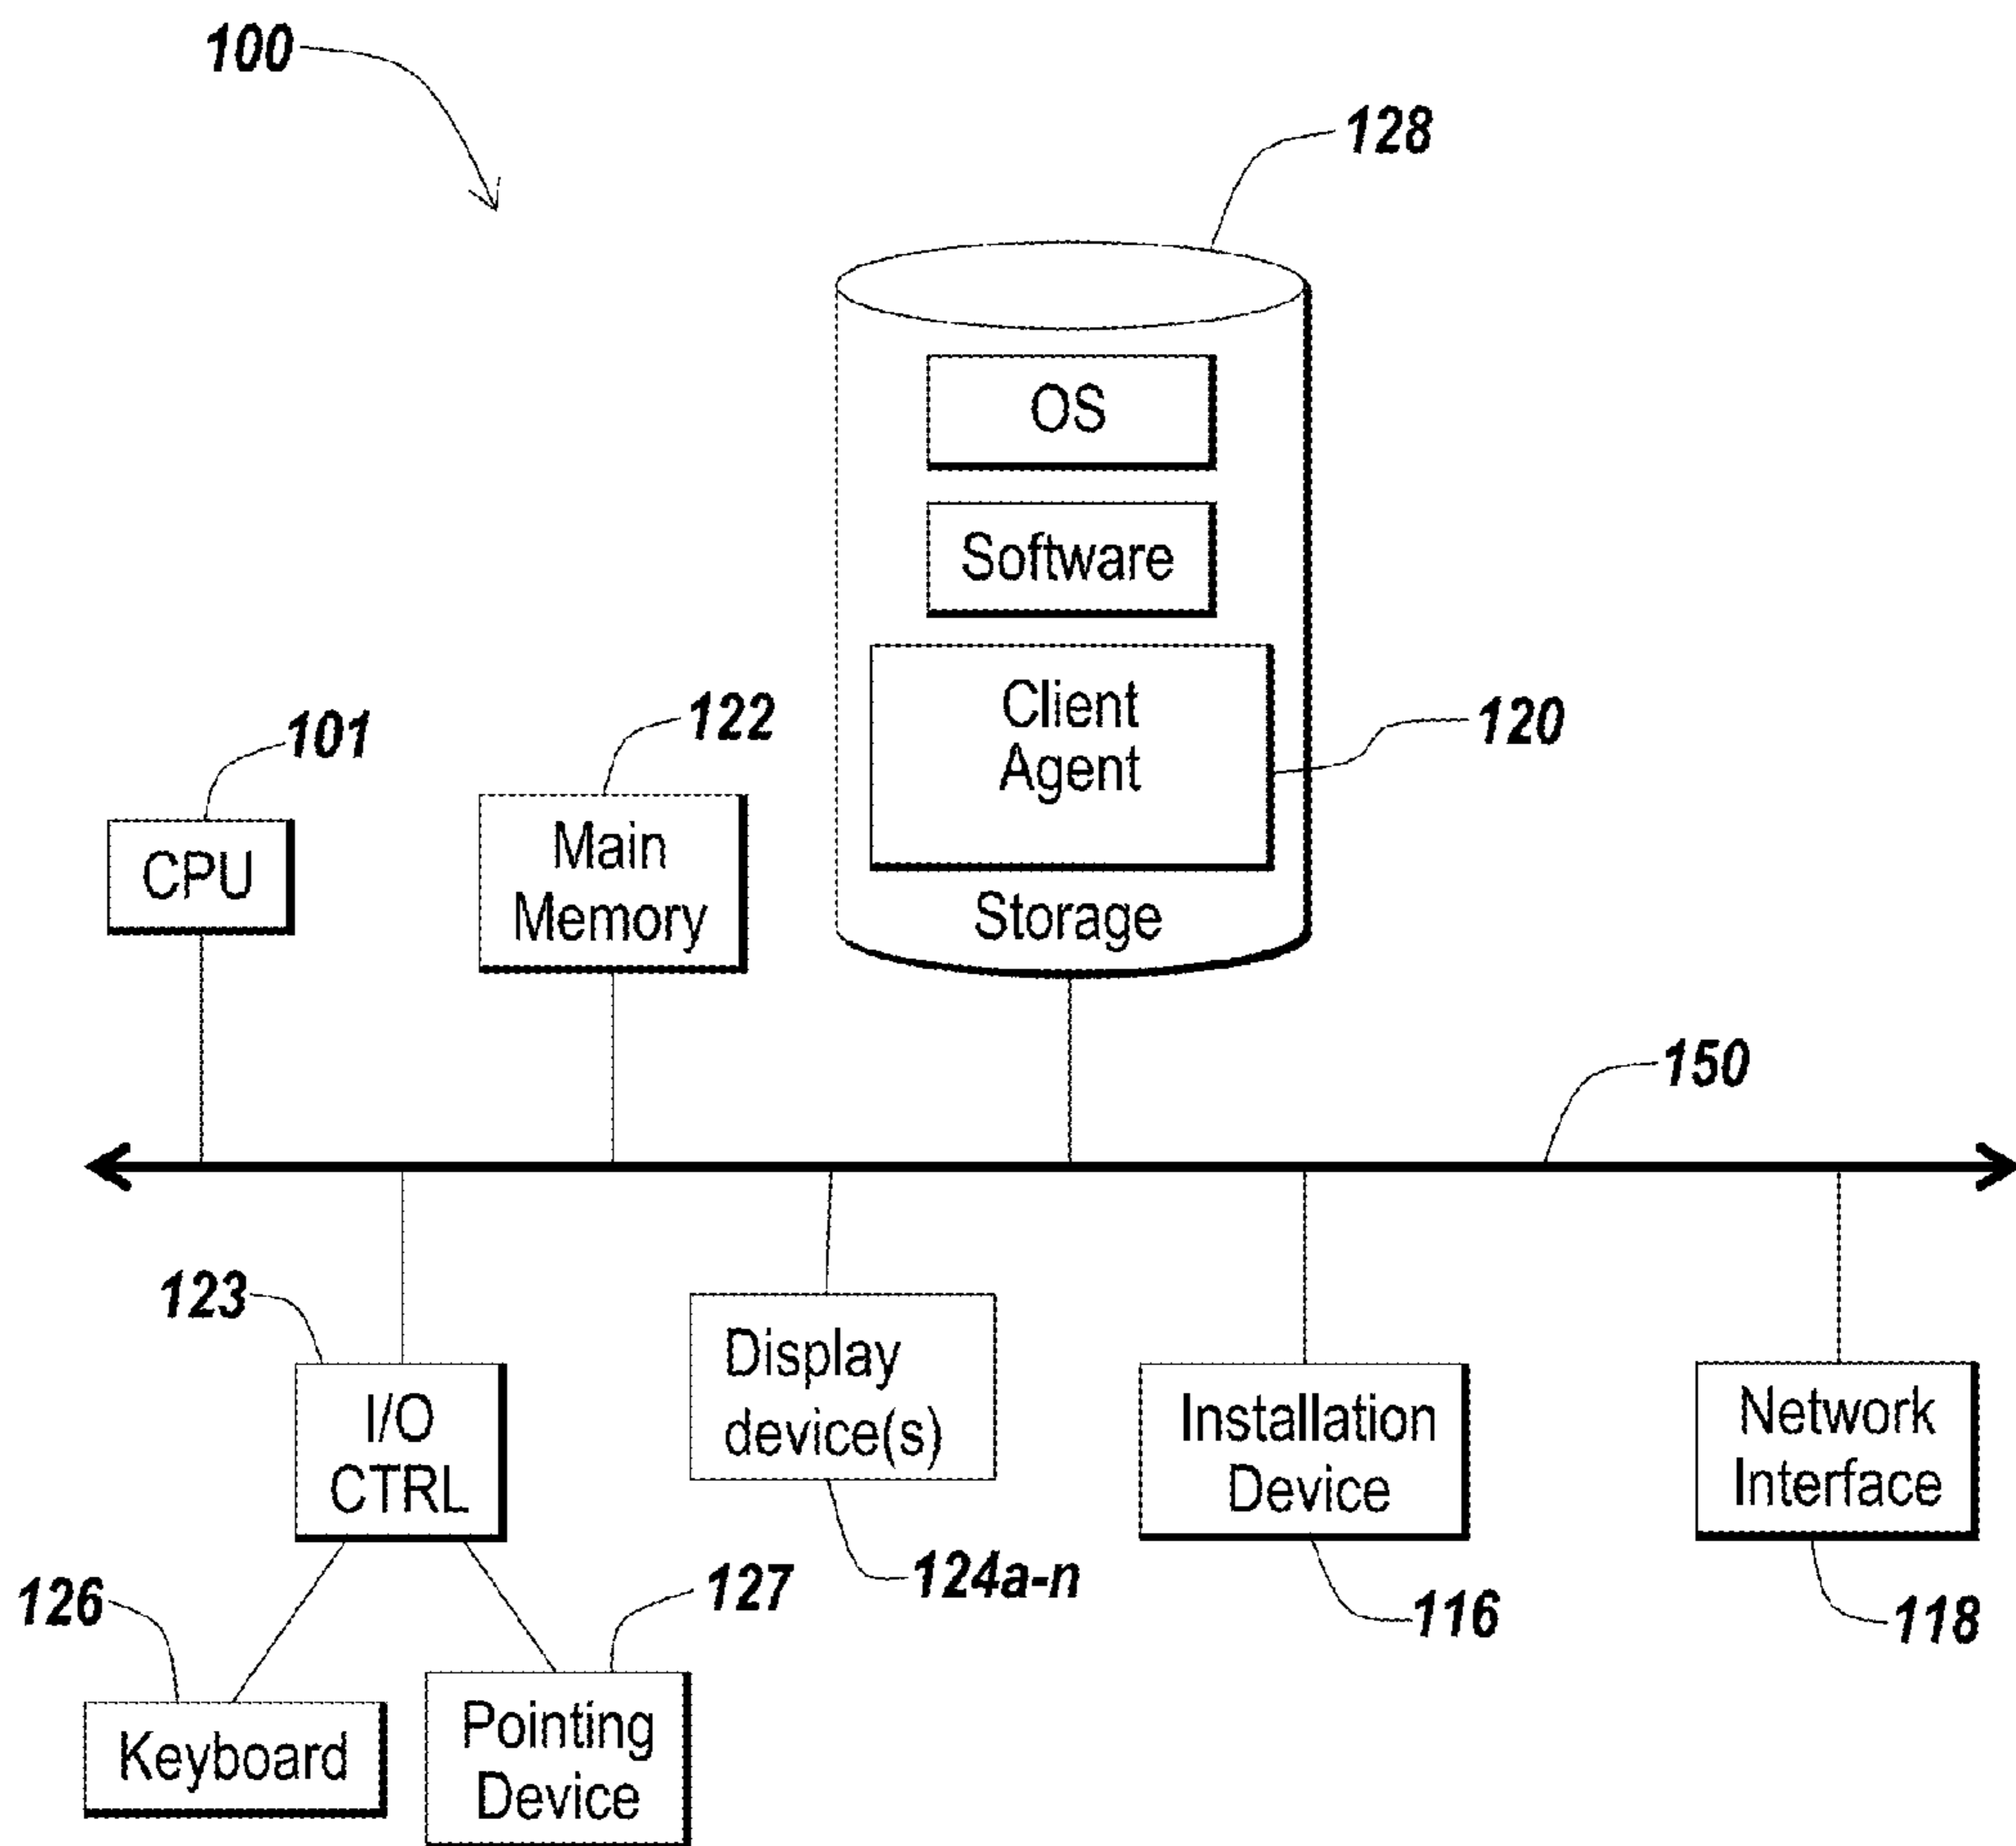 100
128
OS
Software
Client
Agent
120
Storage
101
CPU
122
Main
Memory
150
123
I/O
CTRL
Display
device(s)
124a-n
Installation
Device
116
Network
Interface
118
126
Keyboard
127
Pointing
Device